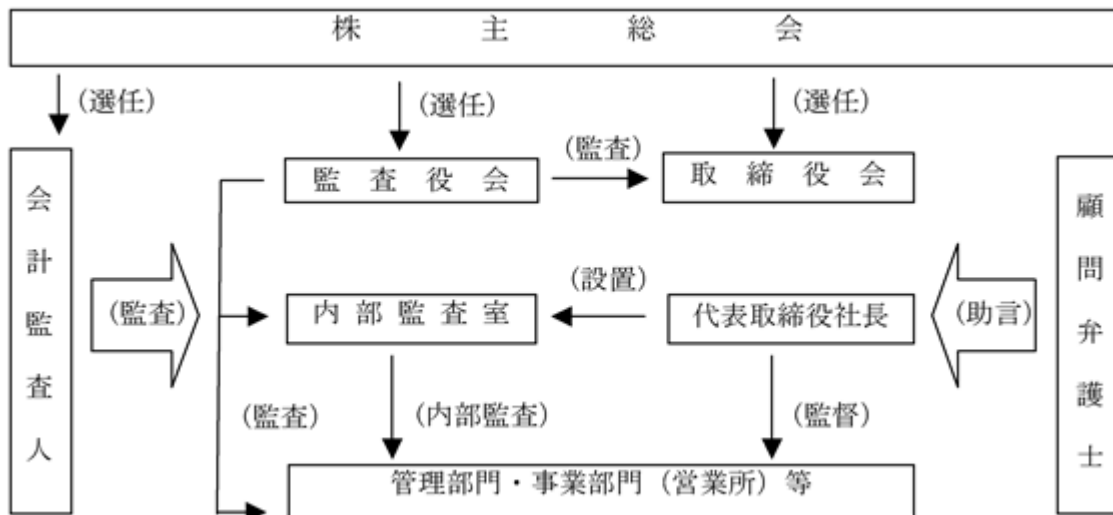 株主総会
(選任)
(選任)
(選任)
会計監査人
監査役会
(監査)
取締役会
顧問弁護士
(監査)
内部監査室
(設置)
代表取締役社長
(助言)
(監査)
(内部監査)
(監督)
管理部門・事業部門(営業所)等